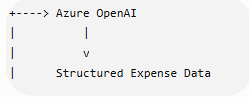 +----> Azure OpenAI
|         |
|         v
|     Structured Expense Data